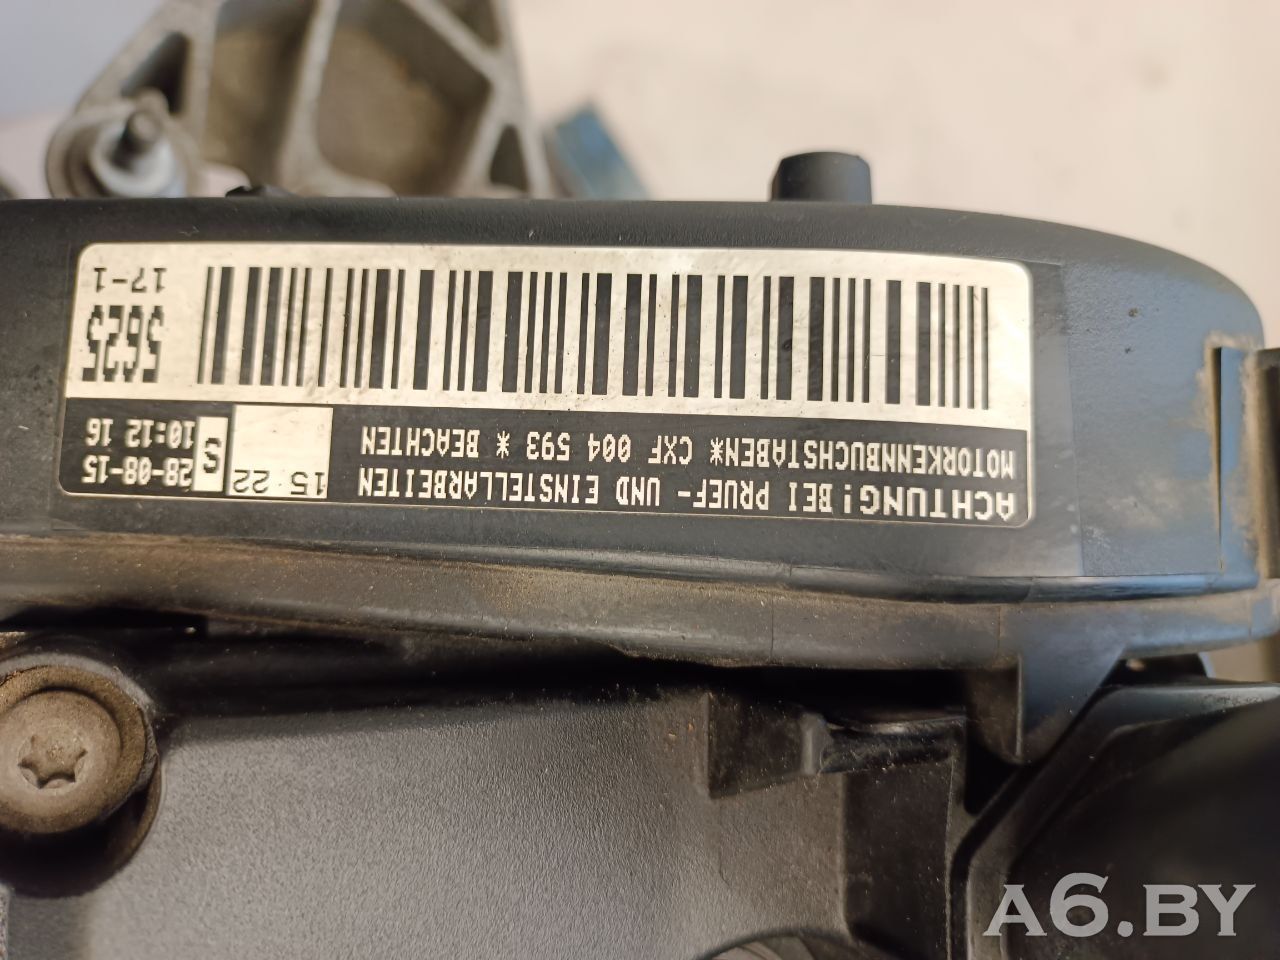 ACHTUNG! BEI PRUEF- UND EINSTELLARBEITEN 15 22 28-08-15
MOTORKENNBUCHSTABEN* CXF 004 593 * BEACHTEN S 10:12 16
5625
17-1
A6.BY